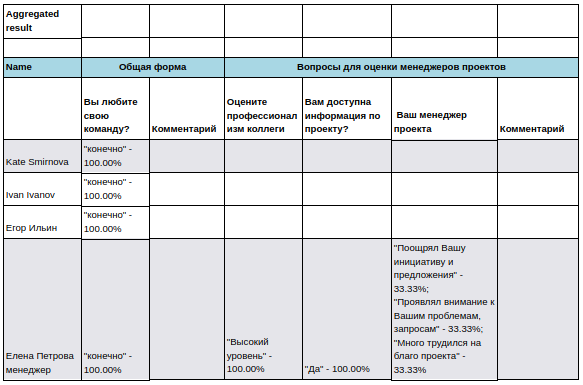 Aggregated
result
Name
Общая форма
Вопросы для оценки менеджеров проектов
Вы любите
свою
команду?
Комментарий
Оцените
профессионал
изм коллеги
Вам доступна
информация по
проекту?
Ваш менеджер
проекта
Комментарий
Kate Smirnova
"конечно" -
100.00%
Ivan Ivanov
"конечно" -
100.00%
Егор Ильин
"конечно" -
100.00%
Елена Петрова
менеджер
"конечно" -
100.00%
"Высокий
уровень" -
100.00%
"Да" - 100.00%
"Поощрял Вашу
инициативу и
предложения" -
33.33%;
"Проявлял внимание к
Вашим проблемам,
запросам" - 33.33%;
"Много трудился на
благо проекта" -
33.33%